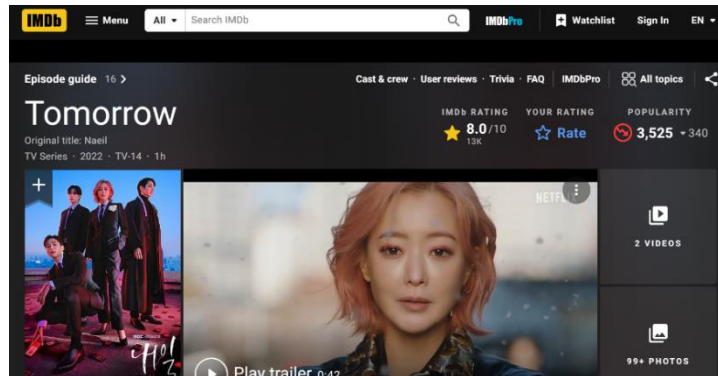 IMDb Menu All Search IMDb IMDbPro Watchlist Sign In EN
Episode guide 16 Cast & crew · User reviews · Trivia · FAQ IMDbPro All topics
Tomorrow
Original title: Naeil
TV Series · 2022 · TV-14 · 1h
IMDb RATING YOUR RATING POPULARITY
8.0/10 Rate 3,525 340
13K
NETFLIX
2 VIDEOS
내일
Play trailer 0:42
99+ PHOTOS